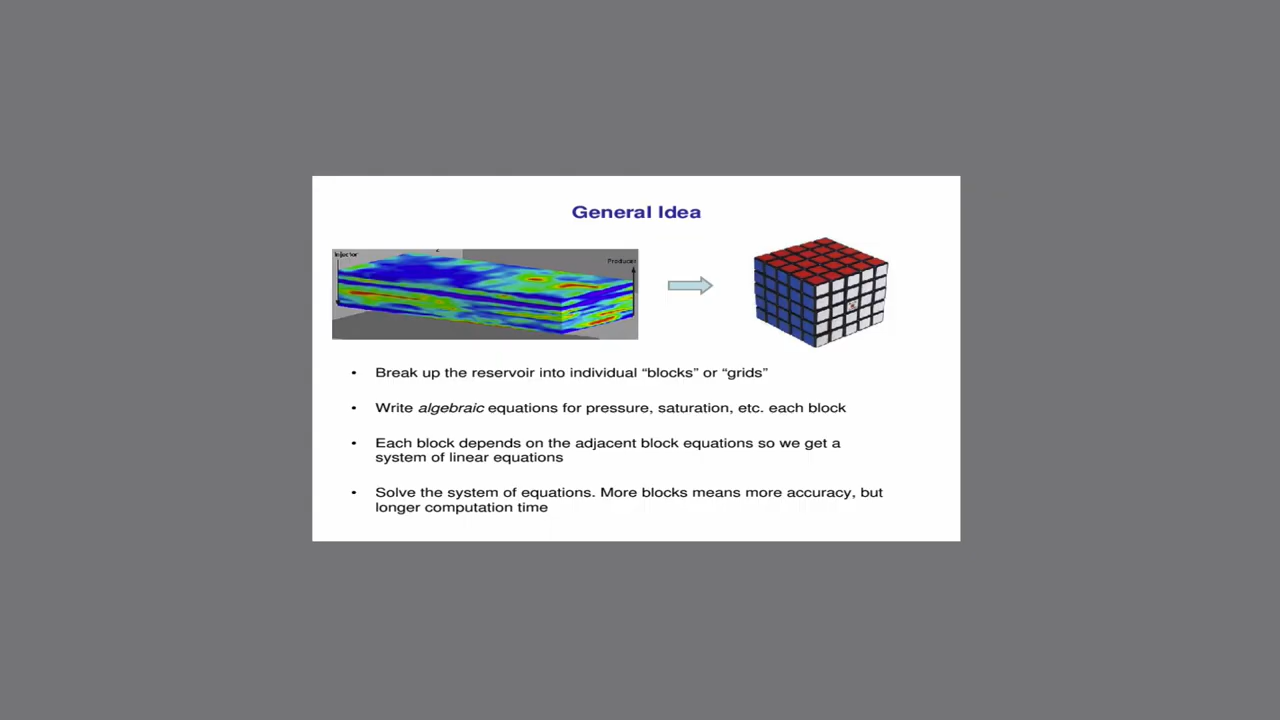 General Idea
Injector
Producer
• Break up the reservoir into individual “blocks” or “grids”
• Write algebraic equations for pressure, saturation, etc. each block
• Each block depends on the adjacent block equations so we get a
system of linear equations
• Solve the system of equations. More blocks means more accuracy, but
longer computation time